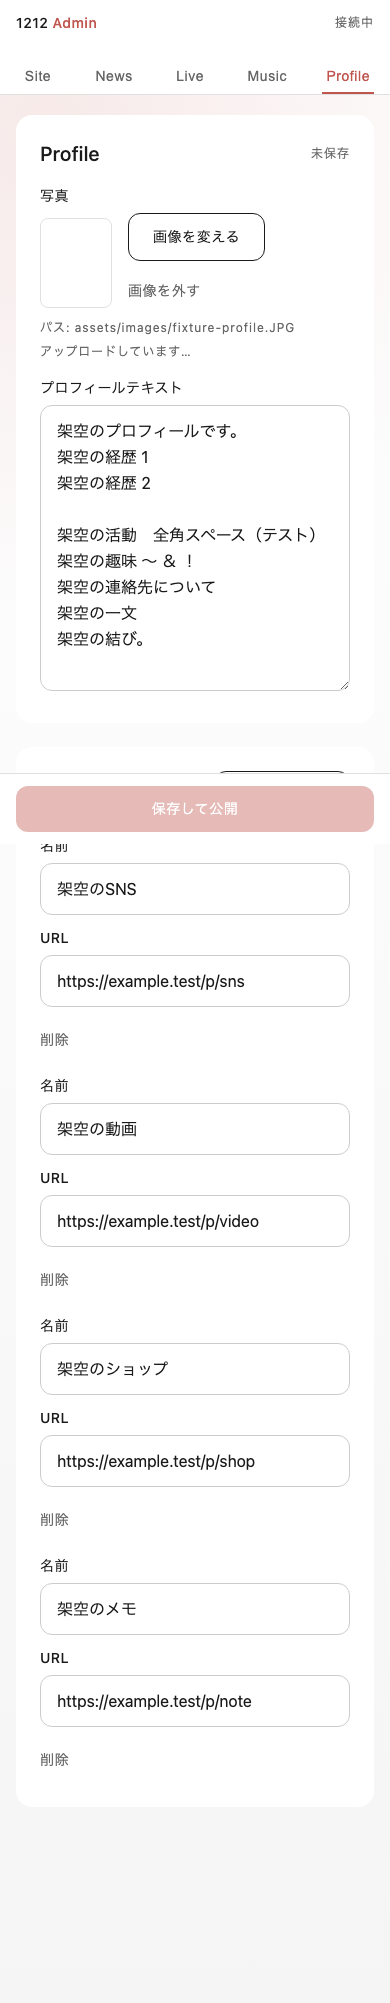 1212 Admin
接続中
Site
News
Live
Music
Profile
Profile
未保存
写真
画像を変える
画像を外す
パス: assets/images/fixture-profile.JPG
アップロードしています…
プロフィールテキスト
架空のプロフィールです。
架空の経歴 1
架空の経歴 2
架空の活動　全角スペース（テスト）
架空の趣味 〜 & ！
架空の連絡先について
架空の一文
架空の結び。
保存して公開
名前
架空のSNS
URL
https://example.test/p/sns
削除
名前
架空の動画
URL
https://example.test/p/video
削除
名前
架空のショップ
URL
https://example.test/p/shop
削除
名前
架空のメモ
URL
https://example.test/p/note
削除